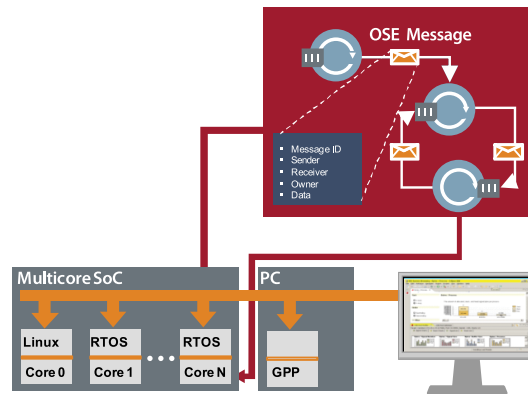 OSE Message
Message ID
Sender
Receiver
Owner
Data
Multicore SoC
PC
Linux
RTOS
RTOS
Core 0
Core 1
Core N
GPP